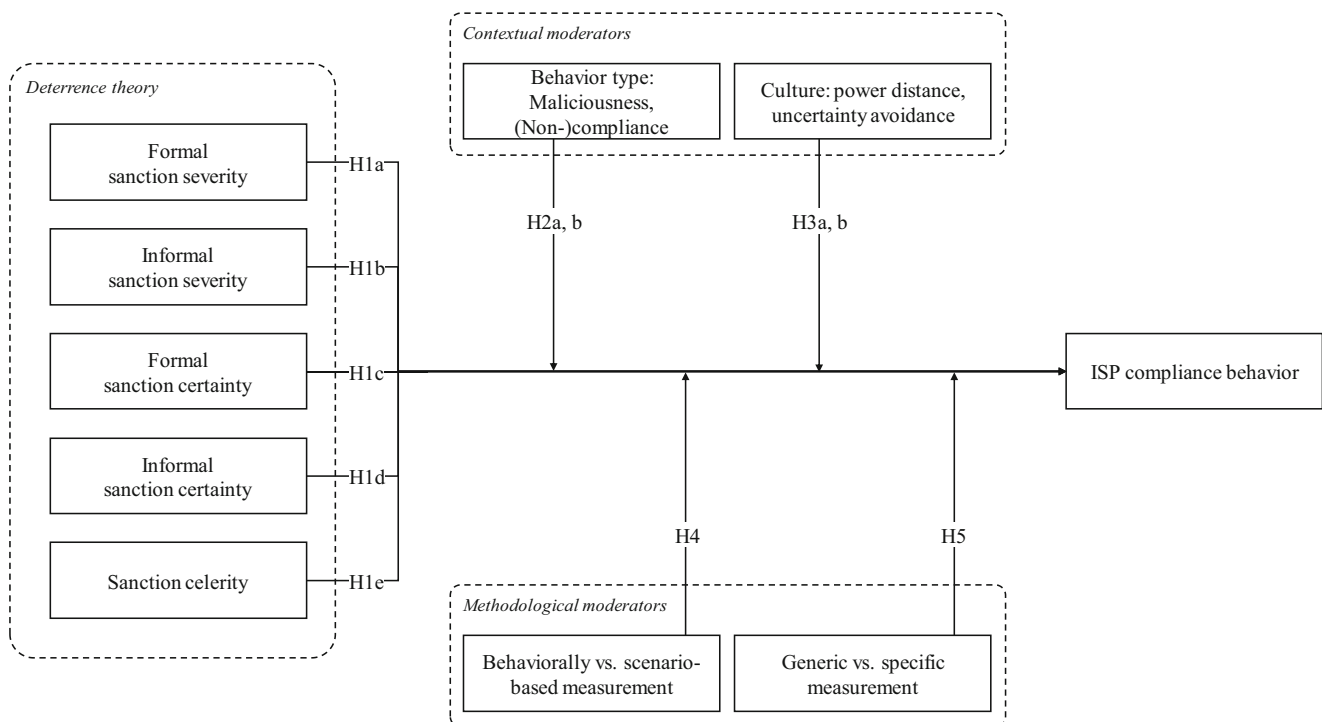 Contextual moderators
Behavior type:
Maliciousness,
(Non-)compliance
Culture: power distance,
uncertainty avoidance
Deterrence theory
Formal
sanction severity
H1a
Informal
sanction severity
H1b
Formal
sanction certainty
H1c
Informal
sanction certainty
H1d
Sanction celerity
H1e
H2a, b
H3a, b
ISP compliance behavior
H4
H5
Methodological moderators
Behaviorally vs. scenario-
based measurement
Generic vs. specific
measurement